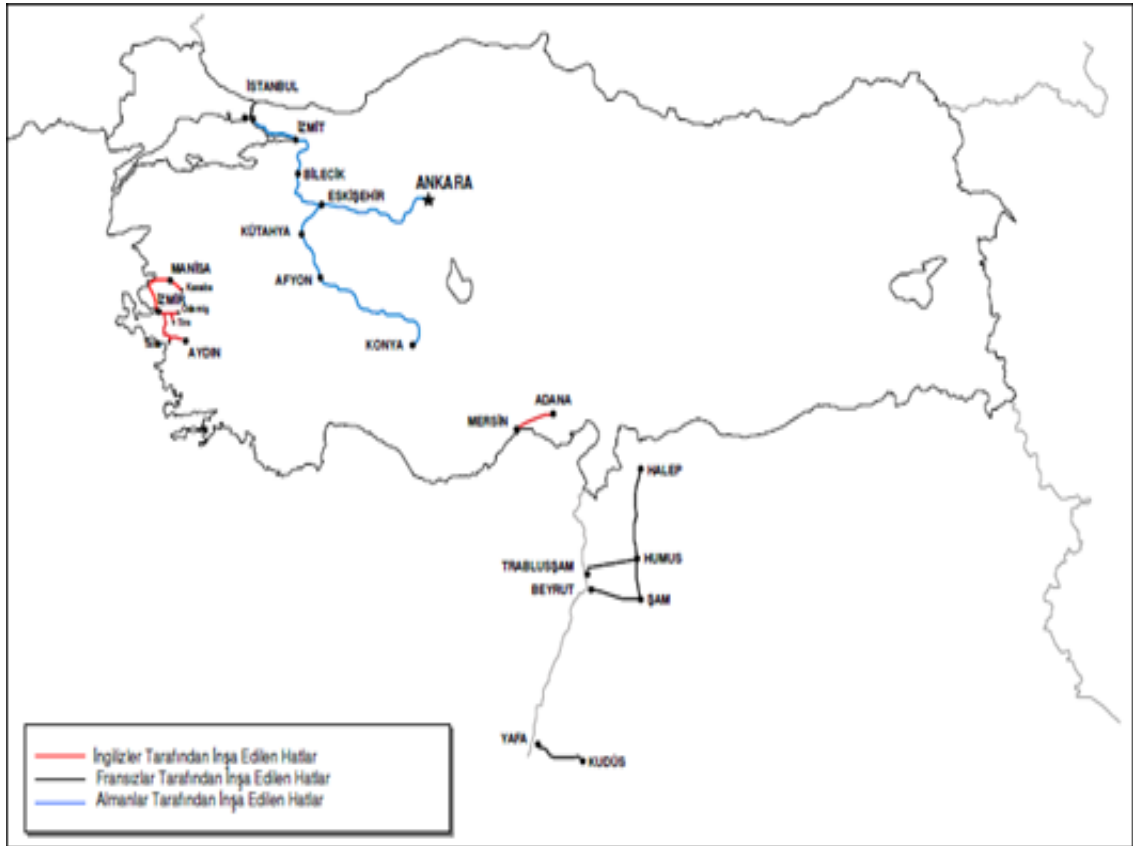 İSTANBUL
İZMİT
BİLECİK
ESKİŞEHİR
ANKARA
KÜTAHYA
MANİSA
AFYON
İZMİR
Tire
AYDIN
KONYA
ADANA
MERSİN
HALEP
HUMUS
TRABLUSŞAM
BEYRUT
ŞAM
YAFA
KUDÜS
İngilizler Tarafından İnşa Edilen Hatlar
Fransızlar Tarafından İnşa Edilen Hatlar
Almanlar Tarafından İnşa Edilen Hatlar